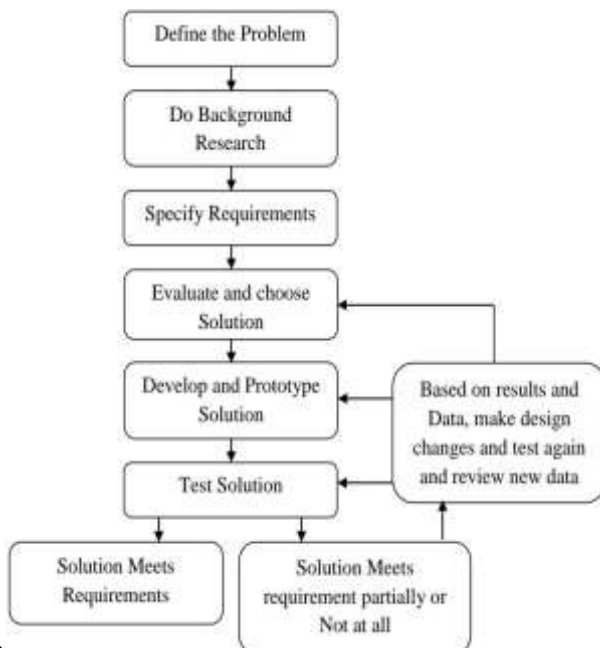 Define the Problem
Do Background
Research
Specify Requirements
Evaluate and choose
Solution
Develop and Prototype
Solution
Based on results and
Data, make design
changes and test again
and review new data
Test Solution
Solution Meets
Requirements
Solution Meets
requirement partially or
Not at all